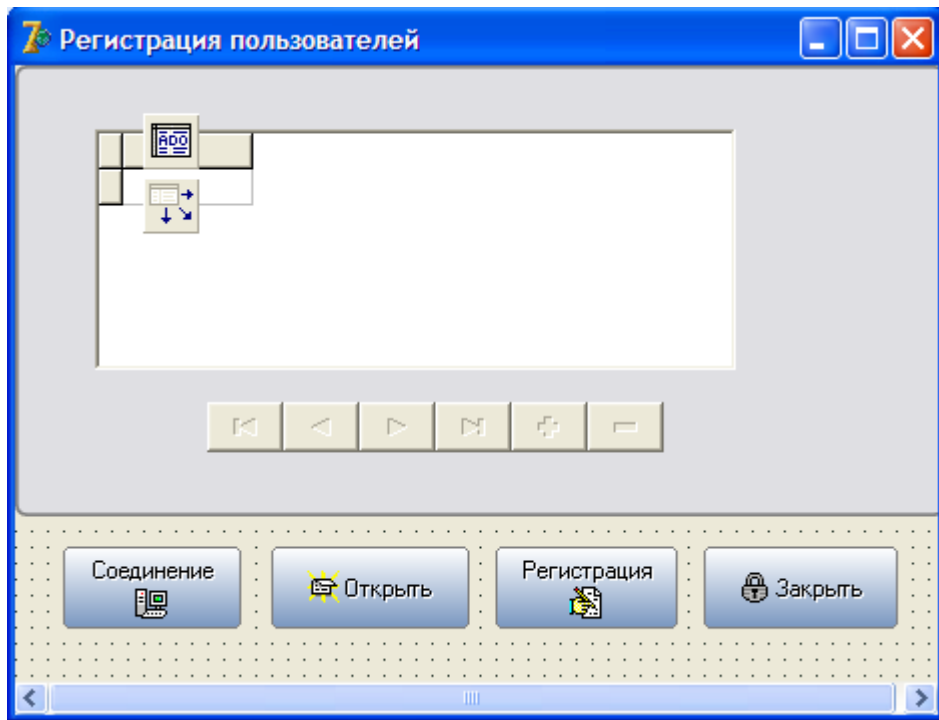 Регистрация пользователей
ADO
Соединение
Открыть
Регистрация
Закрыть